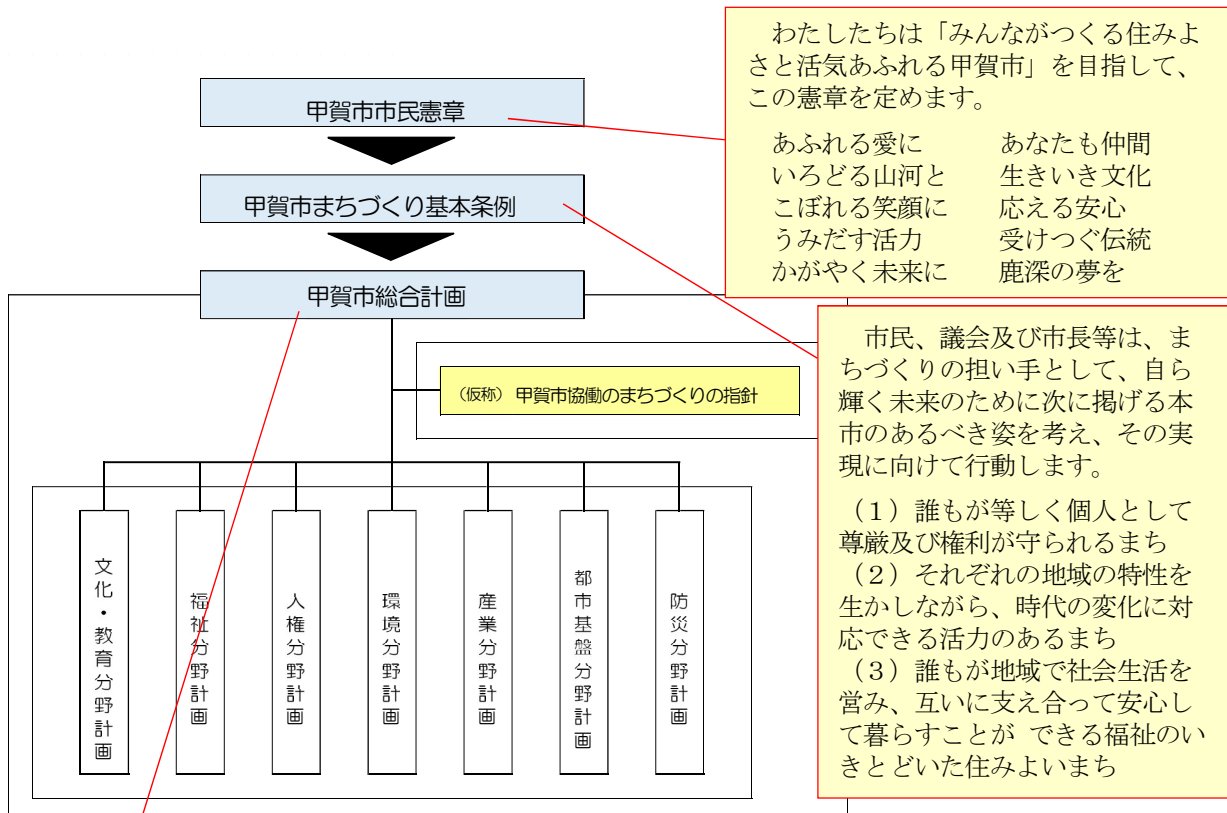 甲賀市市民憲章
甲賀市まちづくり基本条例
甲賀市総合計画
（仮称）甲賀市協働のまちづくりの指針
文化・教育分野計画
福祉分野計画
人権分野計画
環境分野計画
産業分野計画
都市基盤分野計画
防災分野計画
わたしたちは「みんながつくる住みよ
さと活気あふれる甲賀市」を目指して、
この憲章を定めます。
あふれる愛に　あなたも仲間
いろどる山河と　生きいき文化
こぼれる笑顔に　応える安心
うみだす活力　受けつぐ伝統
かがやく未来に　鹿深の夢を
市民、議会及び市長等は、ま
ちづくりの担い手として、自ら
輝く未来のために次に掲げる本
市のあるべき姿を考え、その実
現に向けて行動します。
（１）誰もが等しく個人として
尊厳及び権利が守られるまち
（２）それぞれの地域の特性を
生かしながら、時代の変化に対
応できる活力のあるまち
（３）誰もが地域で社会生活を
営み、互いに支え合って安心し
て暮らすことが できる福祉のい
きとどいた住みよいまち